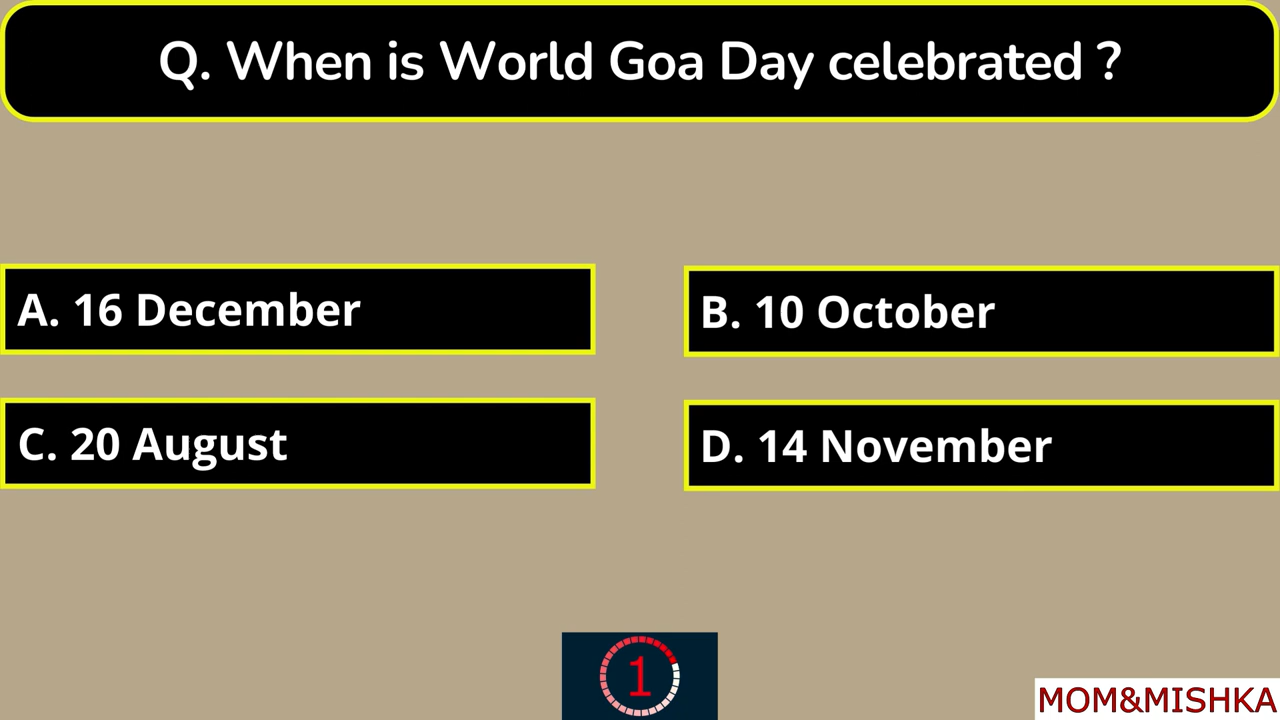 Q. When is World Goa Day celebrated ?
A. 16 December
B. 10 October
C. 20 August
D. 14 November
1
MOM&MISHKA